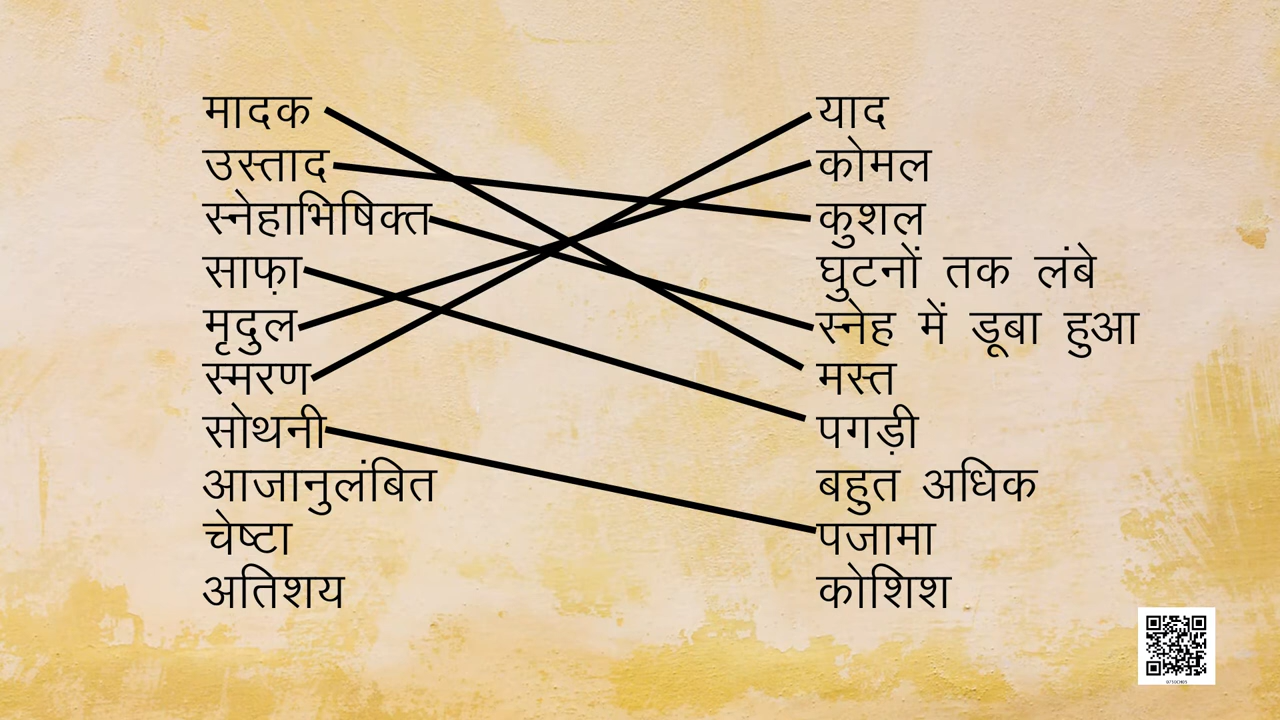 मादक
उस्ताद
स्नेहाभिषिक्त
साफ़ा
मृदुल
स्मरण
सोथनी
आजानुलंबित
चेष्टा
अतिशय
याद
कोमल
कुशल
घुटनों तक लंबे
स्नेह में डूबा हुआ
मस्त
पगड़ी
बहुत अधिक
पजामा
कोशिश